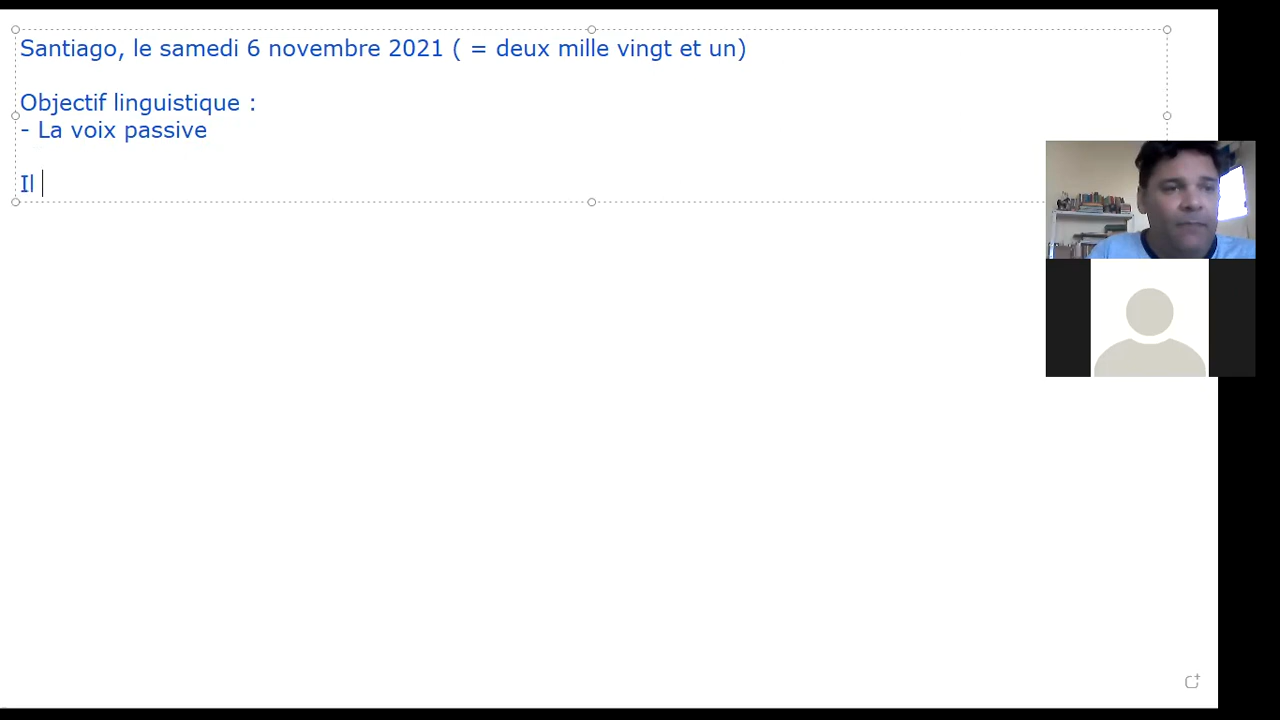 Santiago, le samedi 6 novembre 2021 ( = deux mille vingt et un)
Objectif linguistique :
- La voix passive
Il